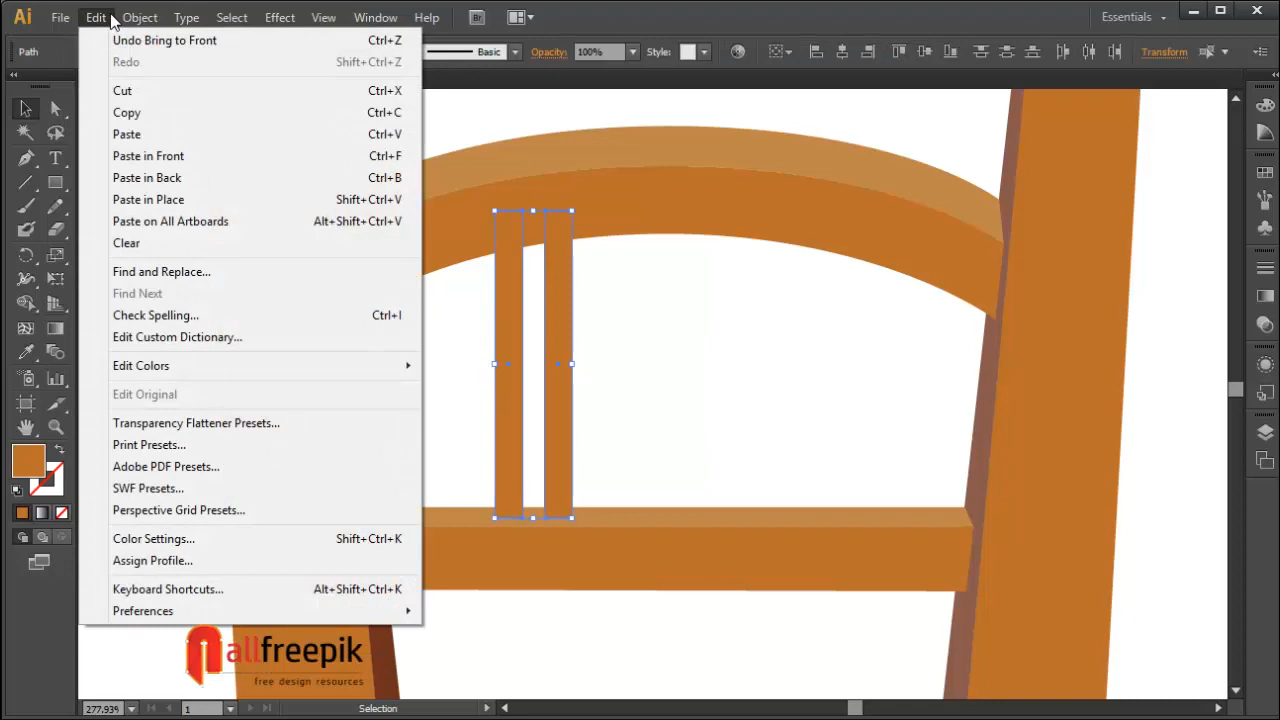 Ai File Edit Object Type Select Effect View Window Help Br Essentials
Path Basic Opacity: 100% Style: Transform
Undo Bring to Front Ctrl+Z
Redo Shift+Ctrl+Z
Cut Ctrl+X
Copy Ctrl+C
Paste Ctrl+V
Paste in Front Ctrl+F
Paste in Back Ctrl+B
Paste in Place Shift+Ctrl+V
Paste on All Artboards Alt+Shift+Ctrl+V
Clear
Find and Replace...
Find Next
Check Spelling... Ctrl+I
Edit Custom Dictionary...
Edit Colors
Edit Original
Transparency Flattener Presets...
Print Presets...
Adobe PDF Presets...
SWF Presets...
Perspective Grid Presets...
Color Settings... Shift+Ctrl+K
Assign Profile...
Keyboard Shortcuts... Alt+Shift+Ctrl+K
Preferences
allfreepik
free design resources
277.93% 1 Selection